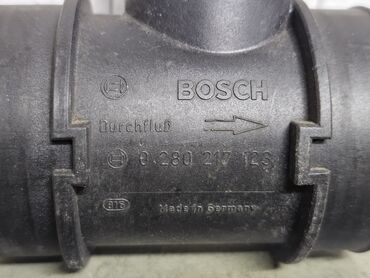 BOSCH
Durchfluß
0 280 217 123
Made in Germany